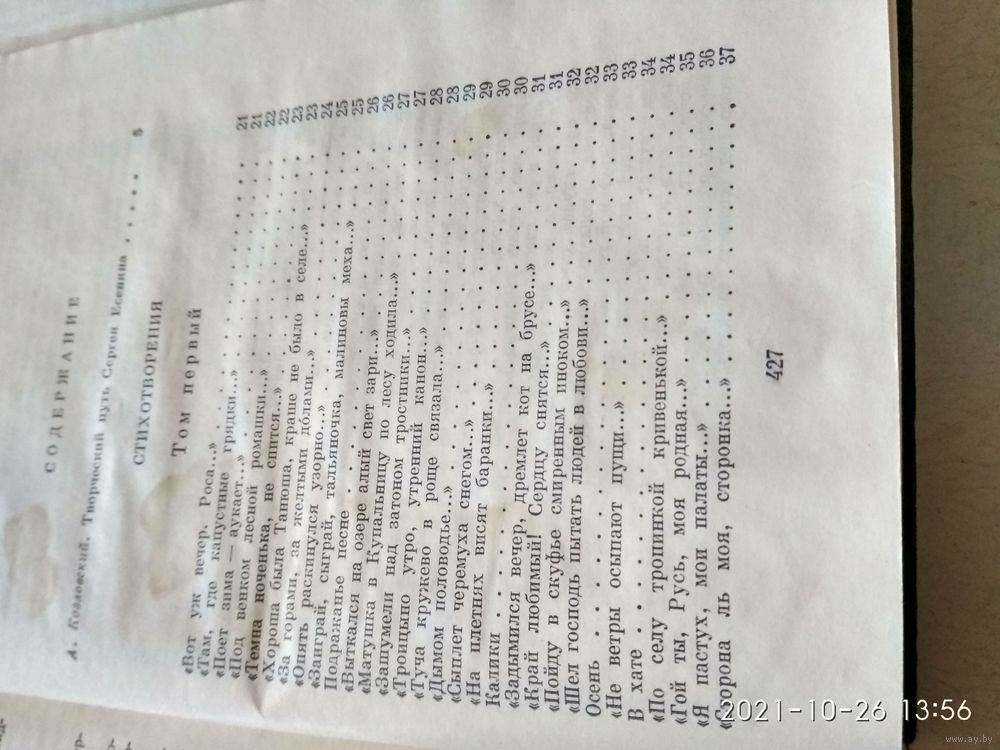 СОДЕРЖАНИЕ
А. Козловский. Творческий путь Сергея Есенина . . . . . 5
СТИХОТВОРЕНИЯ
Том первый
«Вот уж вечер. Роса...» . . . . . 21
«Там, где капустные грядки...» . . . . . 21
«Поет зима — аукает...» . . . . . 22
«Под венком лесной ромашки...» . . . . . 22
«Темна ноченька, не спится...» . . . . . 23
«Хороша была Танюша, краше не было в селе...» 23
«За горами, за желтыми до́лами...» . . . . . 24
«Опять раскинулся узорно...» . . . . . 25
«Заиграй, сыграй, тальяночка, малиновы меха...» 25
Подражанье песне . . . . . 26
«Выткался на озере алый свет зари...» . . . . . 26
«Матушка в Купальницу по лесу ходила...» . . . . . 27
«Зашумели над затоном тростники...» . . . . . 27
«Троицыно утро, утренний канон...» . . . . . 28
«Туча кружево в роще связала...» . . . . . 28
«Дымом половодье...» . . . . . 29
«Сыплет черемуха снегом...» . . . . . 29
«На плетнях висят баранки...» . . . . . 30
Калики . . . . . 30
«Задымился вечер, дремлет кот на брусе...» . . . . . 31
«Край любимый! Сердцу снятся...» . . . . . 31
«Пойду в скуфье смиренным иноком...» . . . . . 32
«Шел господь пытать людей в любови...» . . . . . 32
Осень . . . . . 33
«Не ветры осыпают пущи...» . . . . . 33
В хате . . . . . 34
«По селу тропинкой кривенькой...» . . . . . 34
«Гой ты, Русь, моя родная...» . . . . . 35
«Я пастух, мои палаты...» . . . . . 36
«Сторона ль моя, сторонка...» . . . . . 37
427
2021-10-26 13:56
www.ay.by